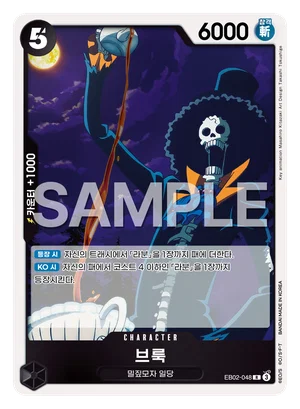 5
6000
타격
斬
카운터 +1000
SAMPLE
등장 시 자신의 트래시에서 「라분」을 1장까지 패에 더한다.
KO 시 자신의 패에서 코스트 4 이하인 「라분」을 1장까지
등장시킨다.
CHARACTER
브룩
밀짚모자 일당
EB02-048 R 3
BANDAI MADE IN KOREA